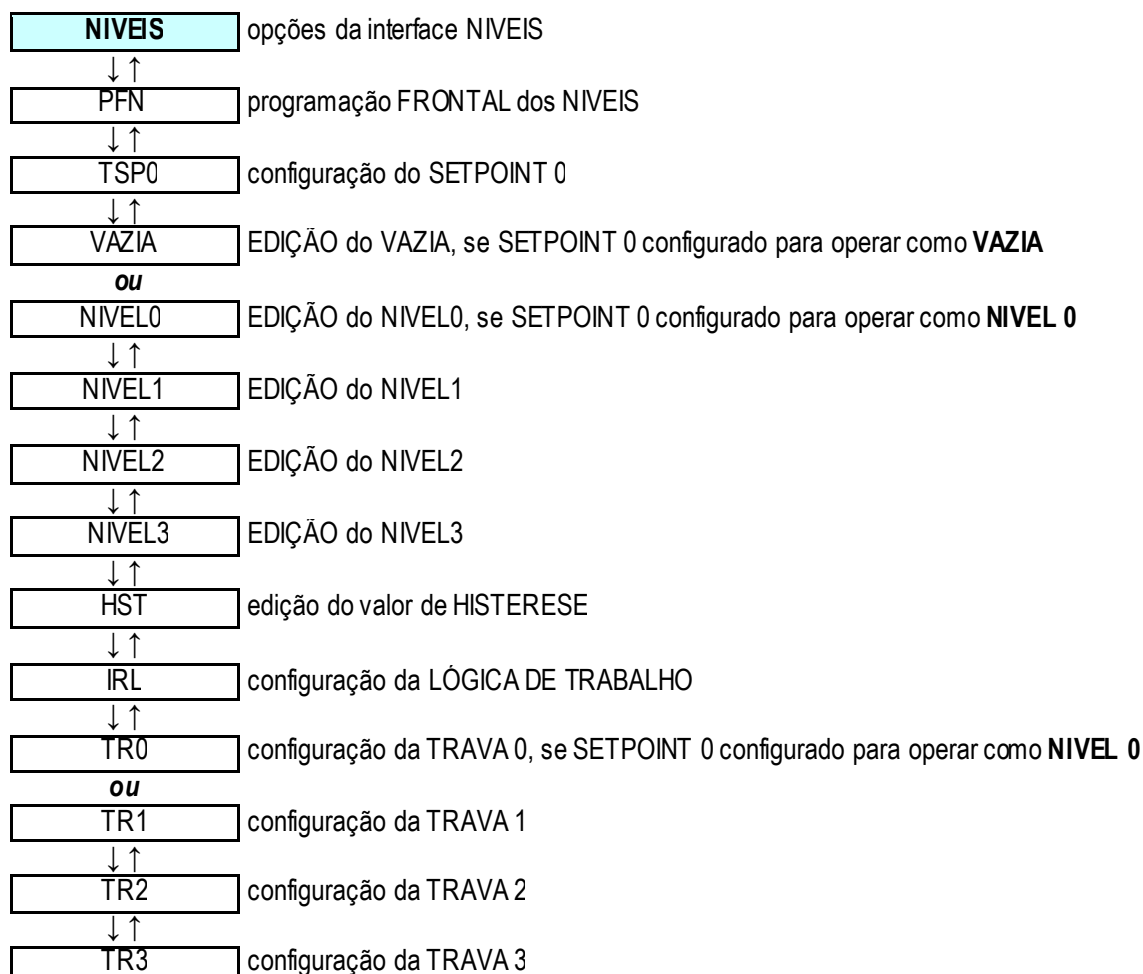 NIVEIS opções da interface NIVEIS
↓↑
PFN programação FRONTAL dos NIVEIS
↓↑
TSP0 configuração do SETPOINT 0
↓↑
VAZIA EDIÇÃO do VAZIA, se SETPOINT 0 configurado para operar como VAZIA
ou
NIVEL0 EDIÇÃO do NIVEL0, se SETPOINT 0 configurado para operar como NIVEL 0
↓↑
NIVEL1 EDIÇÃO do NIVEL1
↓↑
NIVEL2 EDIÇÃO do NIVEL2
↓↑
NIVEL3 EDIÇÃO do NIVEL3
↓↑
HST edição do valor de HISTERESE
↓↑
IRL configuração da LÓGICA DE TRABALHO
↓↑
TR0 configuração da TRAVA 0, se SETPOINT 0 configurado para operar como NIVEL 0
ou
TR1 configuração da TRAVA 1
↓↑
TR2 configuração da TRAVA 2
↓↑
TR3 configuração da TRAVA 3